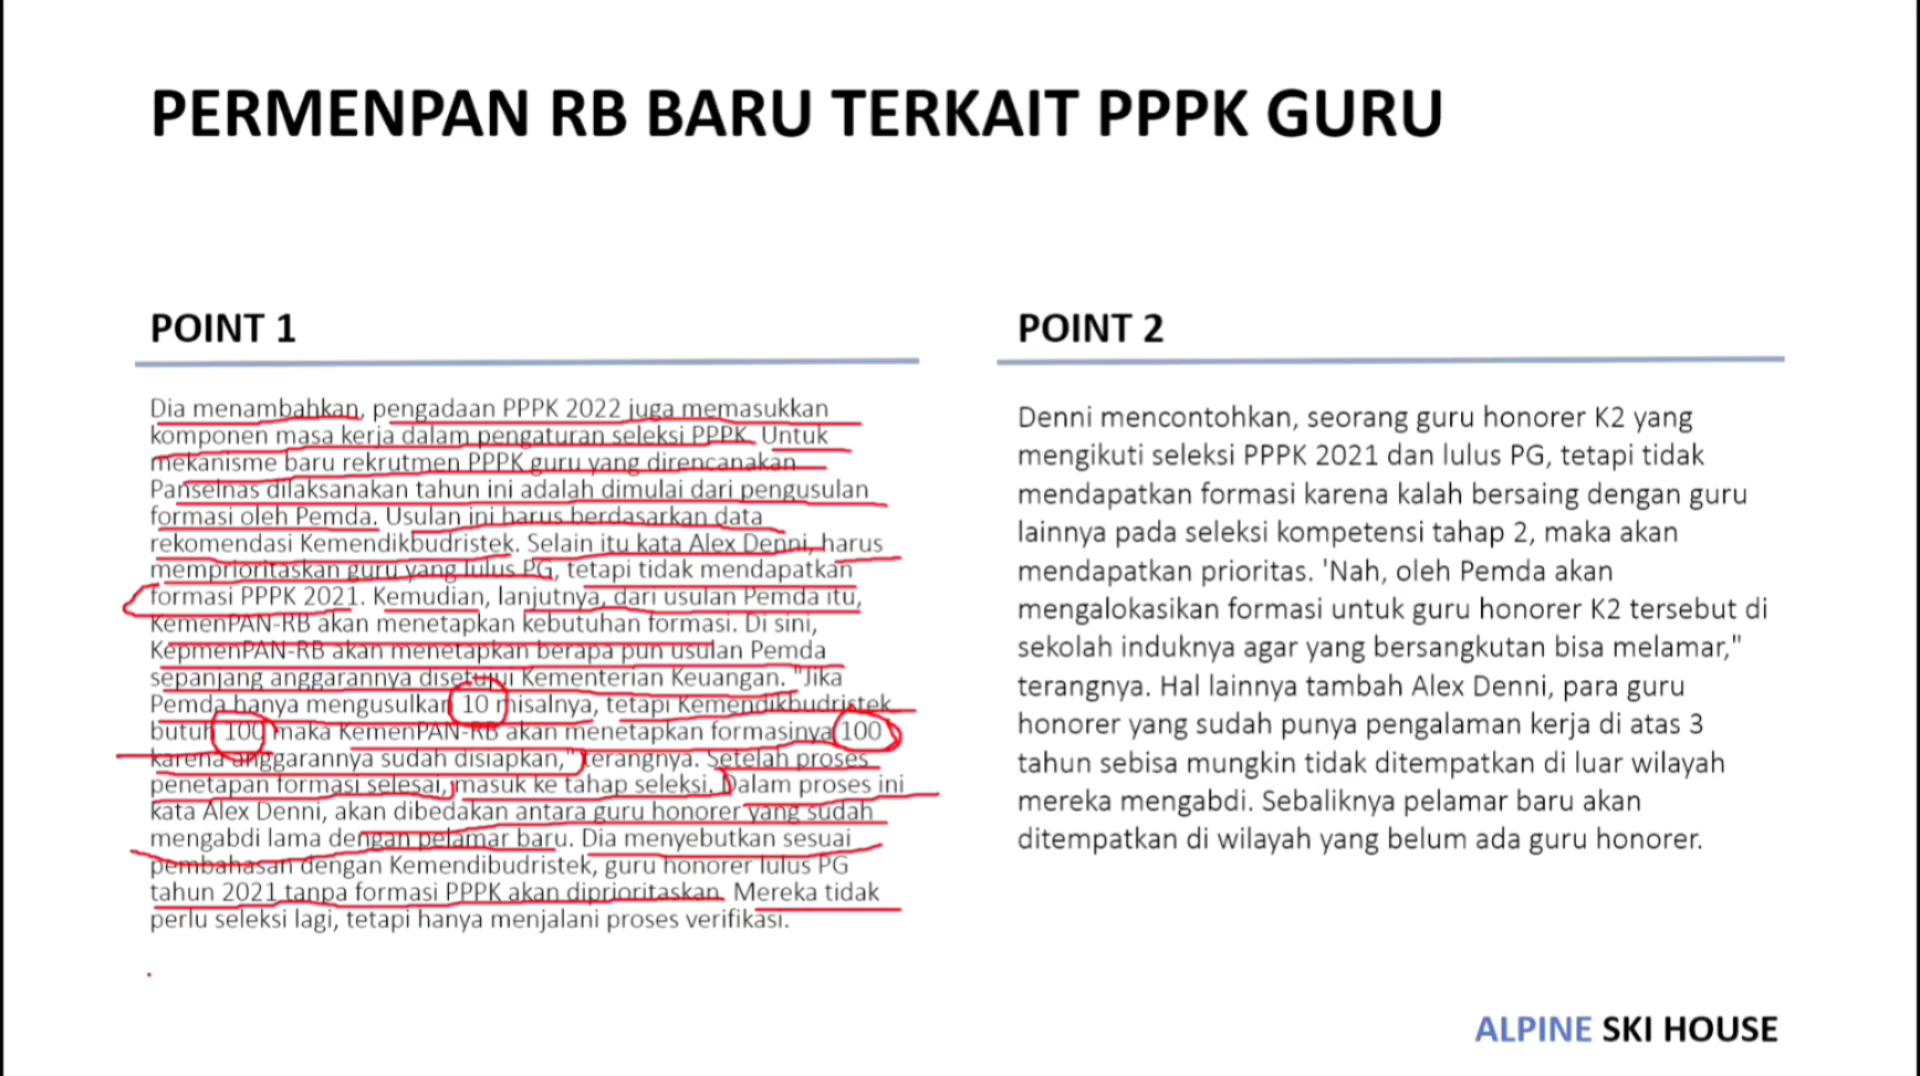 PERMENPAN RB BARU TERKAIT PPPK GURU
POINT 1
Dia menambahkan, pengadaan PPPK 2022 juga memasukkan
komponen masa kerja dalam pengaturan seleksi PPPK. Untuk
mekanisme baru rekrutmen PPPK guru yang direncanakan
Panselnas dilaksanakan tahun ini adalah dimulai dari pengusulan
formasi oleh Pemda. Usulan ini harus berdasarkan data
rekomendasi Kemendikbudristek. Selain itu kata Alex Denni, harus
memprioritaskan guru yang lulus PG, tetapi tidak mendapatkan
formasi PPPK 2021. Kemudian, lanjutnya, dari usulan Pemda itu,
KemenPAN-RB akan menetapkan kebutuhan formasi. Di sini,
KepmenPAN-RB akan menetapkan berapa pun usulan Pemda
sepanjang anggarannya disetujui Kementerian Keuangan. "Jika
Pemda hanya mengusulkan 10 misalnya, tetapi Kemendikbudristek
butuh 100 maka KemenPAN-RB akan menetapkan formasinya 100
karena anggarannya sudah disiapkan," terangnya. Setelah proses
penetapan formasi selesai, masuk ke tahap seleksi. Dalam proses ini
kata Alex Denni, akan dibedakan antara guru honorer yang sudah
mengabdi lama dengan pelamar baru. Dia menyebutkan sesuai
pembahasan dengan Kemendibudristek, guru honorer lulus PG
tahun 2021 tanpa formasi PPPK akan diprioritaskan. Mereka tidak
perlu seleksi lagi, tetapi hanya menjalani proses verifikasi.
POINT 2
Denni mencontohkan, seorang guru honorer K2 yang
mengikuti seleksi PPPK 2021 dan lulus PG, tetapi tidak
mendapatkan formasi karena kalah bersaing dengan guru
lainnya pada seleksi kompetensi tahap 2, maka akan
mendapatkan prioritas. 'Nah, oleh Pemda akan
mengalokasikan formasi untuk guru honorer K2 tersebut di
sekolah induknya agar yang bersangkutan bisa melamar,"
terangnya. Hal lainnya tambah Alex Denni, para guru
honorer yang sudah punya pengalaman kerja di atas 3
tahun sebisa mungkin tidak ditempatkan di luar wilayah
mereka mengabdi. Sebaliknya pelamar baru akan
ditempatkan di wilayah yang belum ada guru honorer.
ALPINE SKI HOUSE